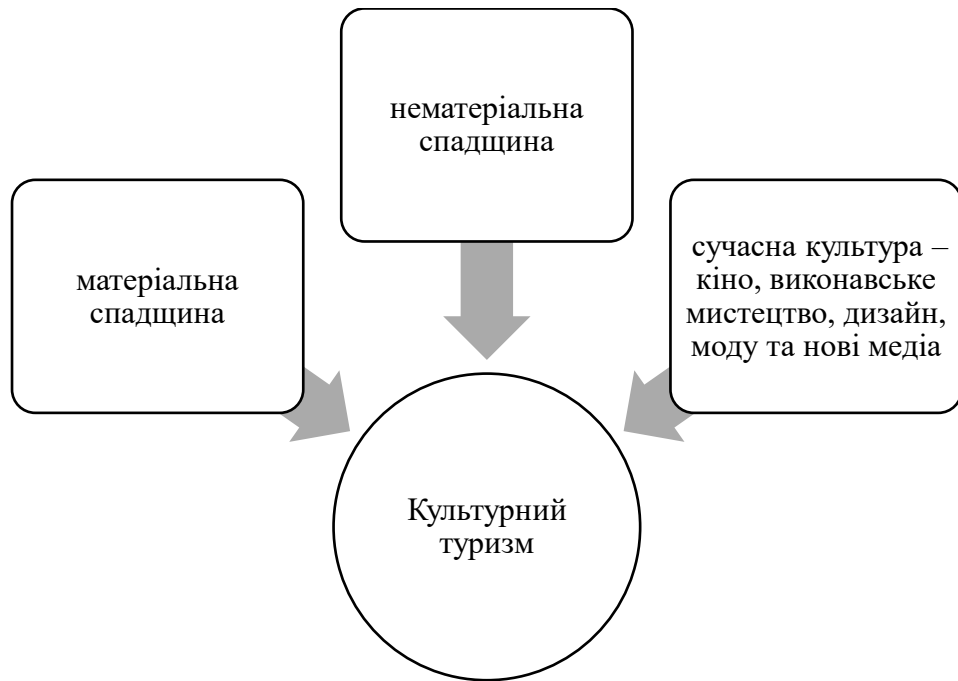 нематеріальна
спадщина
матеріальна
спадщина
сучасна культура –
кіно, виконавське
мистецтво, дизайн,
моду та нові медіа
Культурний
туризм